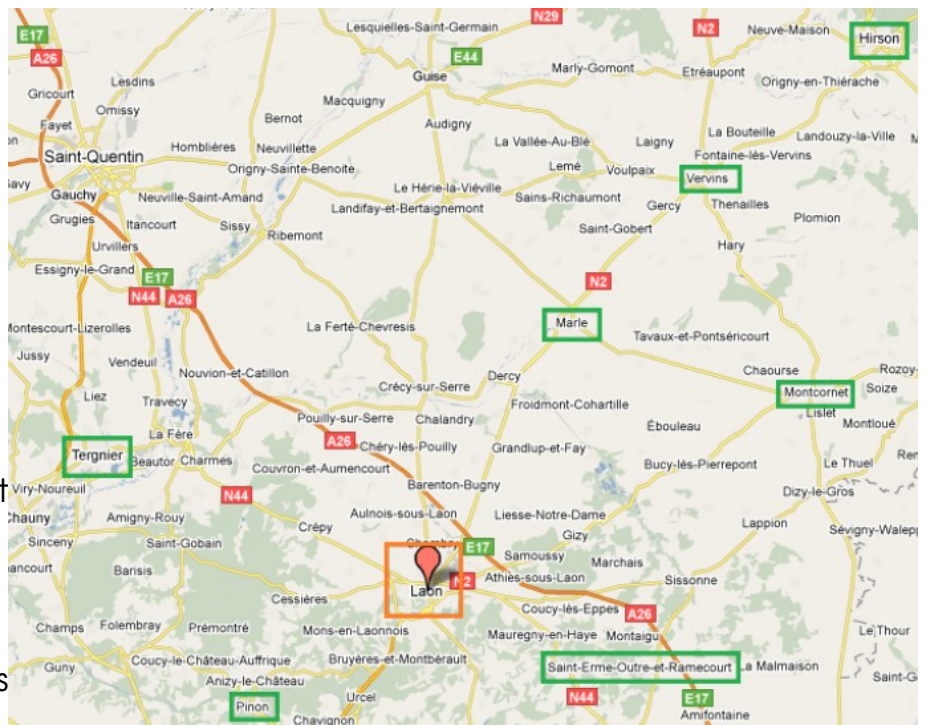 Lesquielles-Saint-Germain
N29
N2
Neuve-Maison
Hirson
E17
A26
E44
Guise
Marly-Gomont
Etréaupont
Origny-en-Thiérache
Lesdins
Gricourt
Omissy
Macquigny
Bernot
Audigny
Fayet
La Vallée-Au-Blé
Laigny
La Bouteille
Landouzy-la-Ville
Homblières
Neuvillette
Saint-Quentin
Fontaine-lès-Vervins
Origny-Sainte-Benoite
Lemé
Voulpaix
Vervins
Gauchy
Neuville-Saint-Amand
Le Hérie-la-Viéville
Sains-Richaumont
Gercy
Thenailles
Landifay-et-Bertaignemont
Plomion
Grugies
Itancourt
Sissy
Ribemont
Saint-Gobert
Urvillers
Hary
Essigny-le-Grand
E17
N44
A26
N2
Montescourt-Lizerolles
La Ferté-Chevresis
Marle
Tavaux-et-Pontséricourt
Jussy
Vendeuil
Nouvion-et-Catillon
Dercy
Chaourse
Rozoy-
Crécy-sur-Serre
Montcornet
Soize
Liez
Travecy
Froidmont-Cohartille
Lislet
Montloué
Pouilly-sur-Serre
Chalandry
Ébouleau
La Fère
A26
Chéry-lès-Pouilly
Grandlup-et-Fay
Tergnier
Beautor
Charmes
Couvron-et-Aumencourt
Bucy-lès-Pierrepont
Le Thuel
Viry-Noureuil
N44
Barenton-Bugny
Dizy-le-Gros
Chauny
Amigny-Rouy
Aulnois-sous-Laon
Liesse-Notre-Dame
Lappion
Crépy
Gizy
Sévigny-Walepp
Sinceny
Saint-Gobain
Chambry
E17
Samoussy
Marchais
Barisis
Laon
N2
Athies-sous-Laon
Sissonne
Cessières
Coucy-lès-Eppes
A26
Champs
Folembray
Prémontré
Mons-en-Laonnois
Mauregny-en-Haye
Montaigu
Le Thour
Guny
Coucy-le-Château-Auffrique
Bruyères-et-Montbérault
Saint-Erme-Outre-et-Ramecourt
La Malmaison
Anizy-le-Château
Saint-G
Pinon
Urcel
N44
E17
Chavignon
Amifontaine